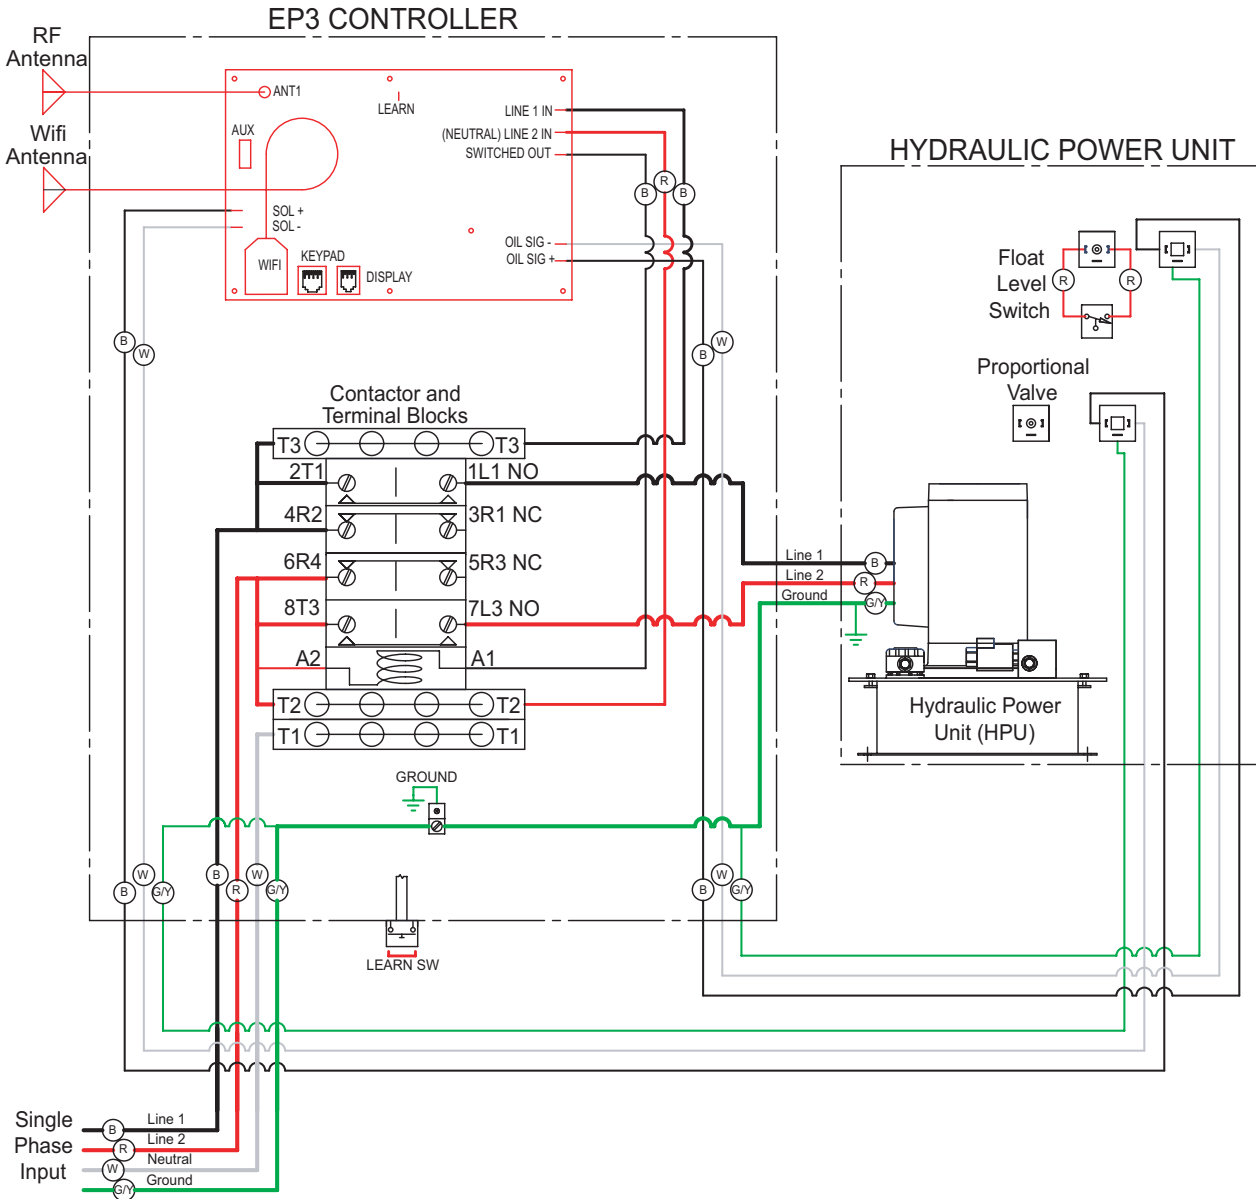 EP3 CONTROLLER
RF
Antenna
Wifi
Antenna
ANT1
LEARN
AUX
LINE 1 IN
(NEUTRAL) LINE 2 IN
SWITCHED OUT
SOL +
SOL -
WIFI
KEYPAD
DISPLAY
OIL SIG -
OIL SIG +
B
R
B
B
W
B
W
HYDRAULIC POWER UNIT
Float
Level
Switch
R
R
Proportional
Valve
Contactor and
Terminal Blocks
T3
T3
2T1
1L1 NO
4R2
3R1 NC
6R4
5R3 NC
8T3
7L3 NO
A2
A1
T2
T2
T1
T1
Line 1
B
Line 2
R
Ground
G/Y
Hydraulic Power
Unit (HPU)
GROUND
B
W
G/Y
B
R
W
G/Y
B
W
G/Y
LEARN SW
Single
Phase
Input
B
Line 1
R
Line 2
W
Neutral
G/Y
Ground